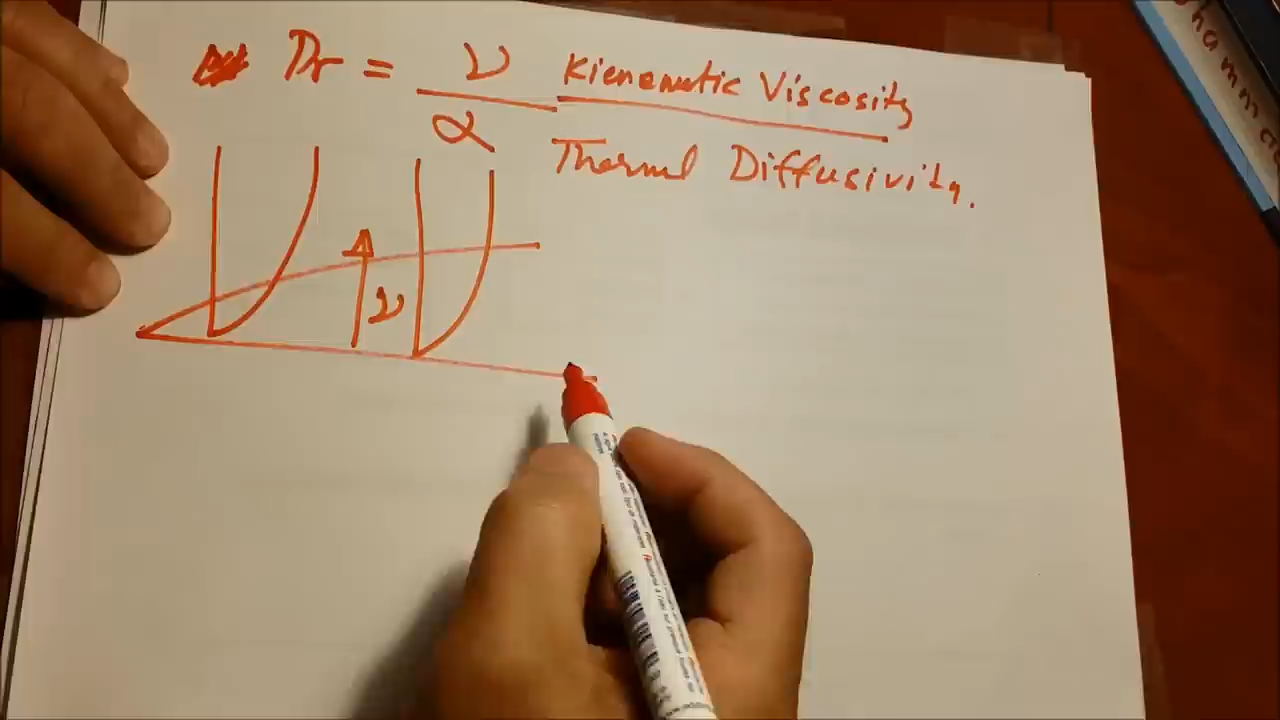 Pr = ν Kienematic Viscosity
α Thermal Diffusivity.
ν